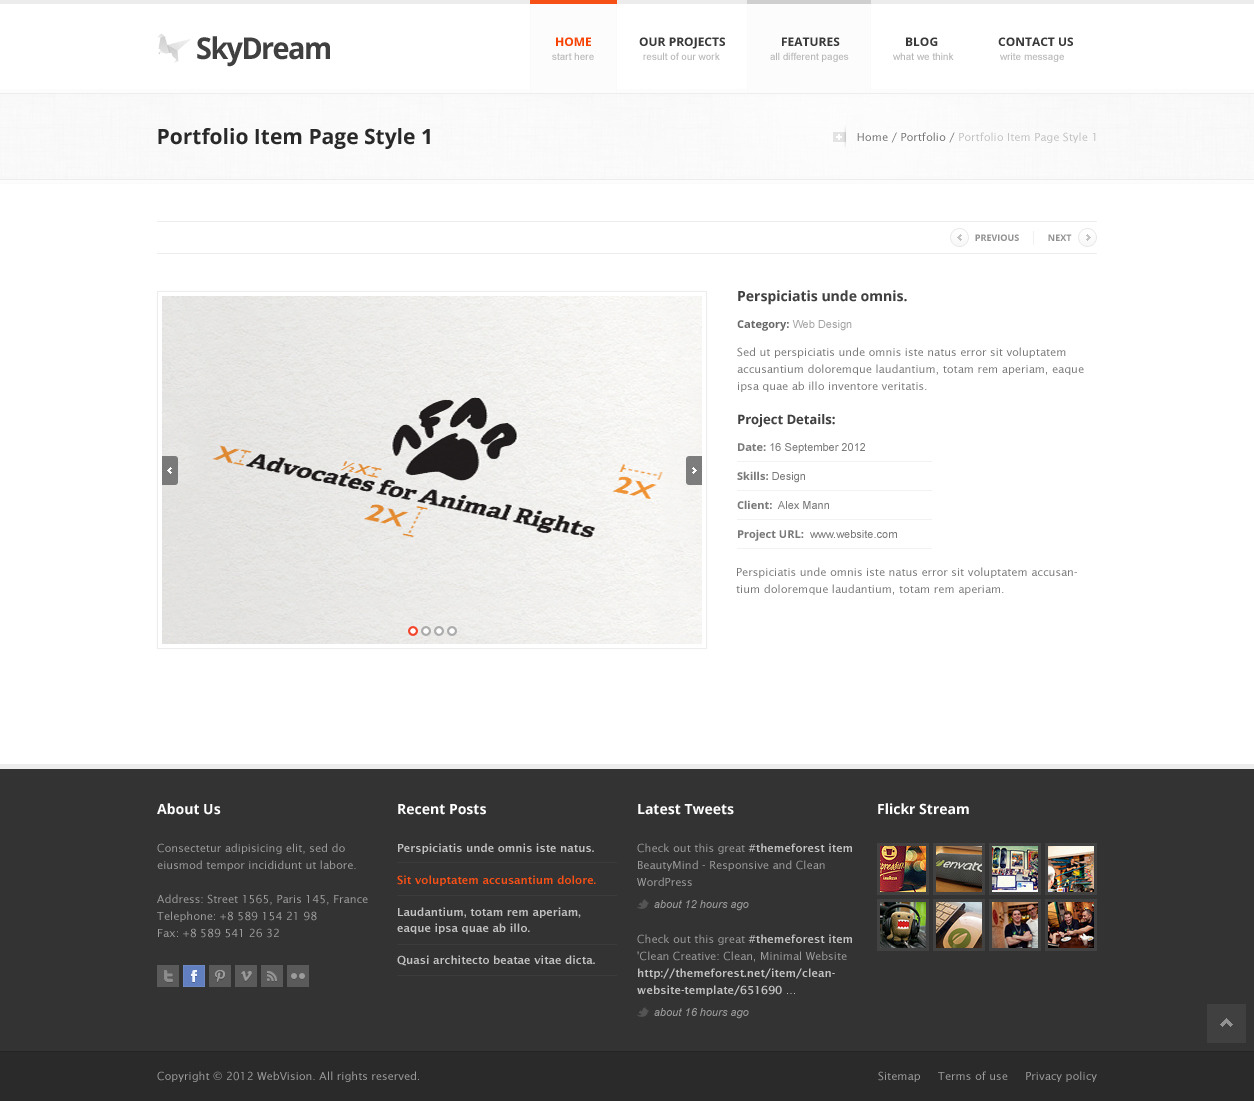 SkyDream
HOME
start here
OUR PROJECTS
result of our work
FEATURES
all different pages
BLOG
what we think
CONTACT US
write message
Portfolio Item Page Style 1
Home / Portfolio / Portfolio Item Page Style 1
PREVIOUS
NEXT
AFAR
X
½X
Advocates for Animal Rights
2X
2X
Perspiciatis unde omnis.
Category: Web Design
Sed ut perspiciatis unde omnis iste natus error sit voluptatem
accusantium doloremque laudantium, totam rem aperiam, eaque
ipsa quae ab illo inventore veritatis.
Project Details:
Date: 16 September 2012
Skills: Design
Client: Alex Mann
Project URL: www.website.com
Perspiciatis unde omnis iste natus error sit voluptatem accusan-
tium doloremque laudantium, totam rem aperiam.
About Us
Consectetur adipisicing elit, sed do
eiusmod tempor incididunt ut labore.
Address: Street 1565, Paris 145, France
Telephone: +8 589 154 21 98
Fax: +8 589 541 26 32
Recent Posts
Perspiciatis unde omnis iste natus.
Sit voluptatem accusantium dolore.
Laudantium, totam rem aperiam,
eaque ipsa quae ab illo.
Quasi architecto beatae vitae dicta.
Latest Tweets
Check out this great #themeforest item
BeautyMind - Responsive and Clean
WordPress
about 12 hours ago
Check out this great #themeforest item
'Clean Creative: Clean, Minimal Website
http://themeforest.net/item/clean-
website-template/651690 ...
about 16 hours ago
Flickr Stream
envato
Copyright © 2012 WebVision. All rights reserved.
Sitemap
Terms of use
Privacy policy